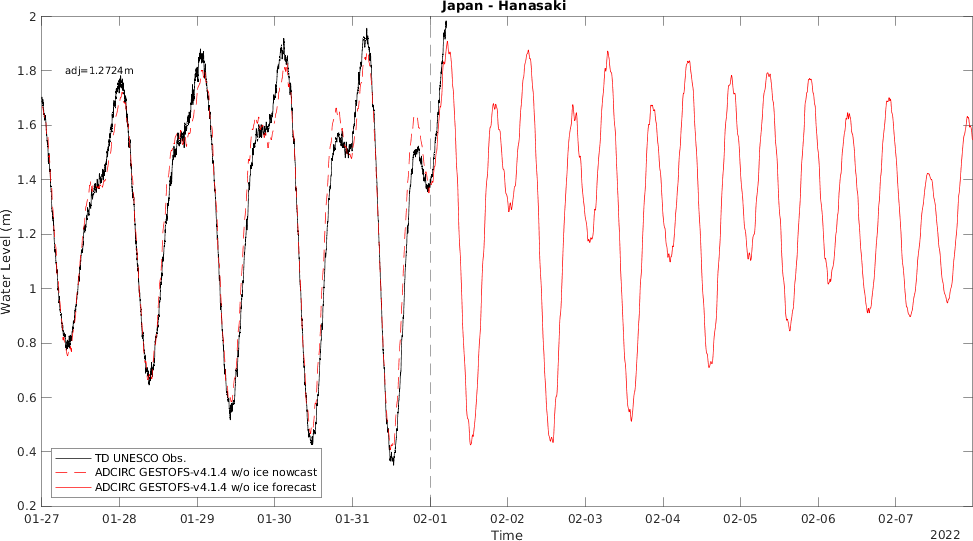 Japan - Hanasaki
adj=1.2724m
2
1.8
1.6
1.4
1.2
1
0.8
0.6
0.4
0.2
Water Level (m)
TD UNESCO Obs.
ADCIRC GESTOFS-v4.1.4 w/o ice nowcast
ADCIRC GESTOFS-v4.1.4 w/o ice forecast
01-27 01-28 01-29 01-30 01-31 02-01 02-02 02-03 02-04 02-05 02-06 02-07
Time
2022